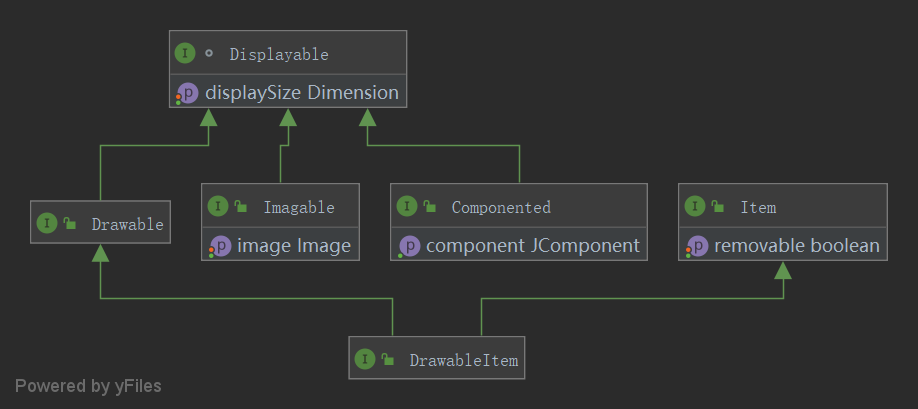 I Displayable
p displaySize Dimension
I Drawable
I Imagable
p image Image
I Componented
p component JComponent
I Item
p removable boolean
I DrawableItem
Powered by yFiles